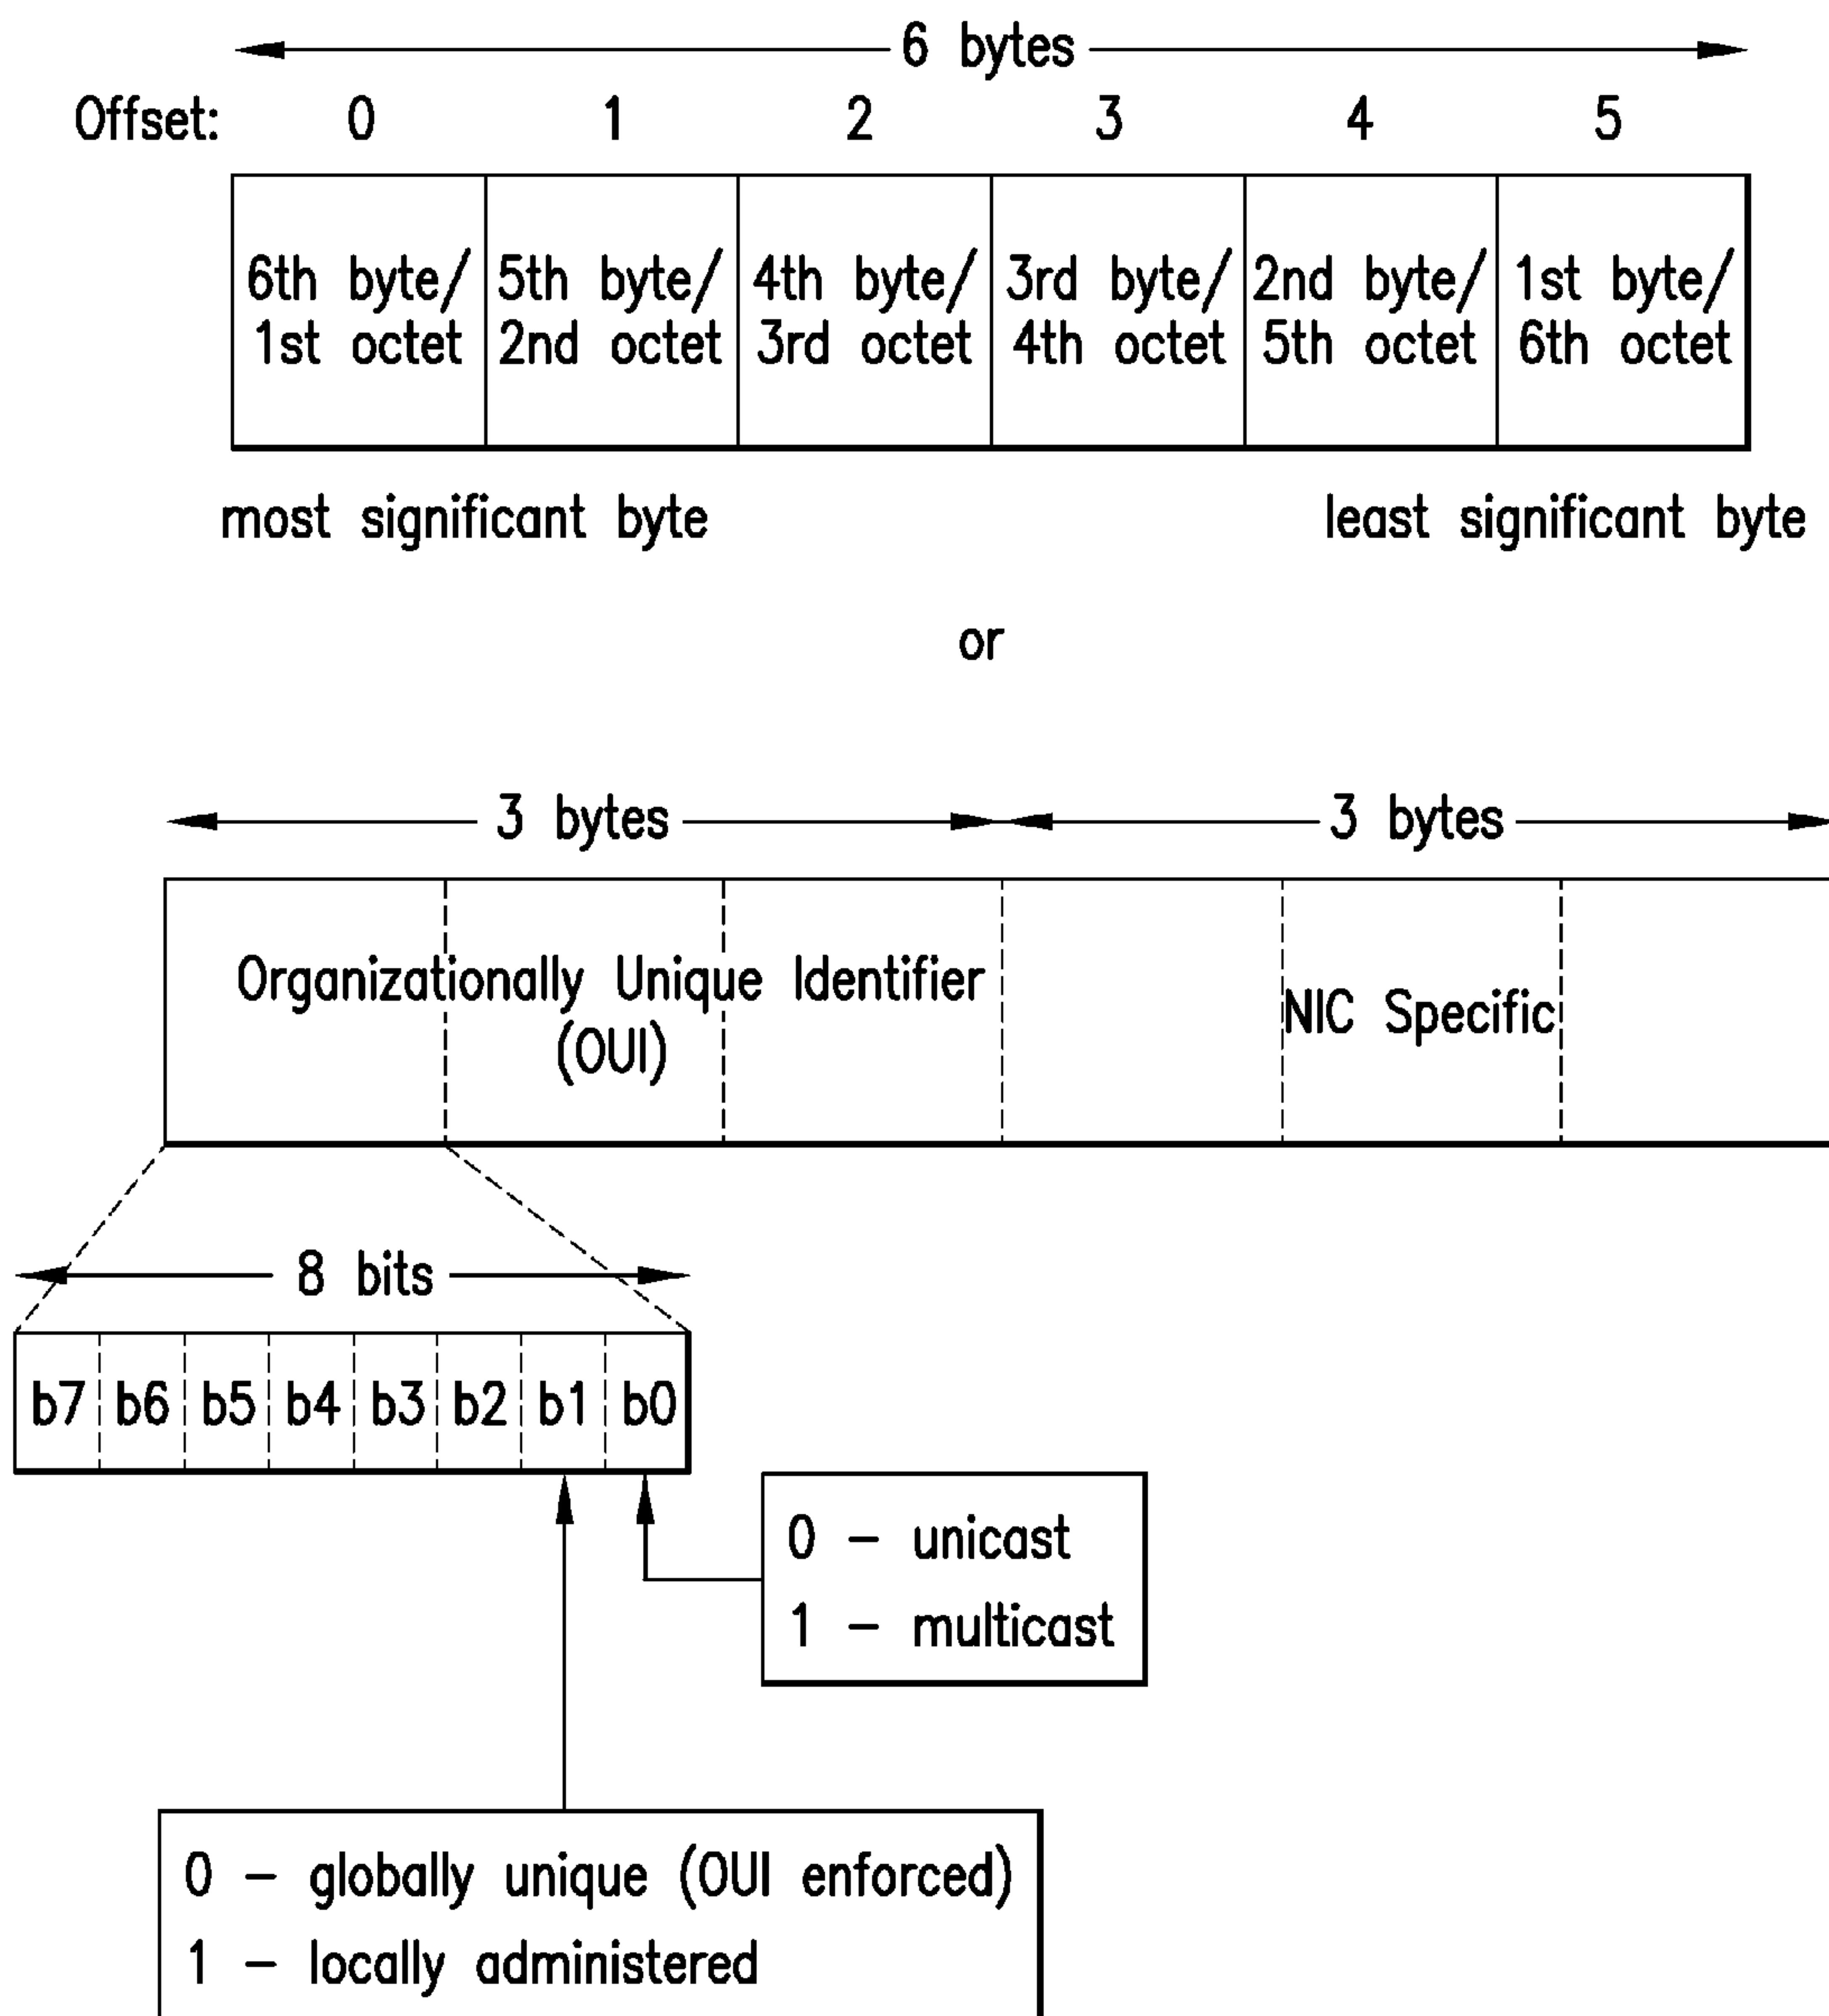 6 bytes
Offset: 0 1 2 3 4 5
6th byte/ 5th byte/ 4th byte/ 3rd byte/ 2nd byte/ 1st byte/
1st octet 2nd octet 3rd octet 4th octet 5th octet 6th octet
most significant byte least significant byte
or
3 bytes 3 bytes
Organizationally Unique Identifier
(OUI)
NIC Specific
8 bits
b7 b6 b5 b4 b3 b2 b1 b0
0 – unicast
1 – multicast
0 – globally unique (OUI enforced)
1 – locally administered